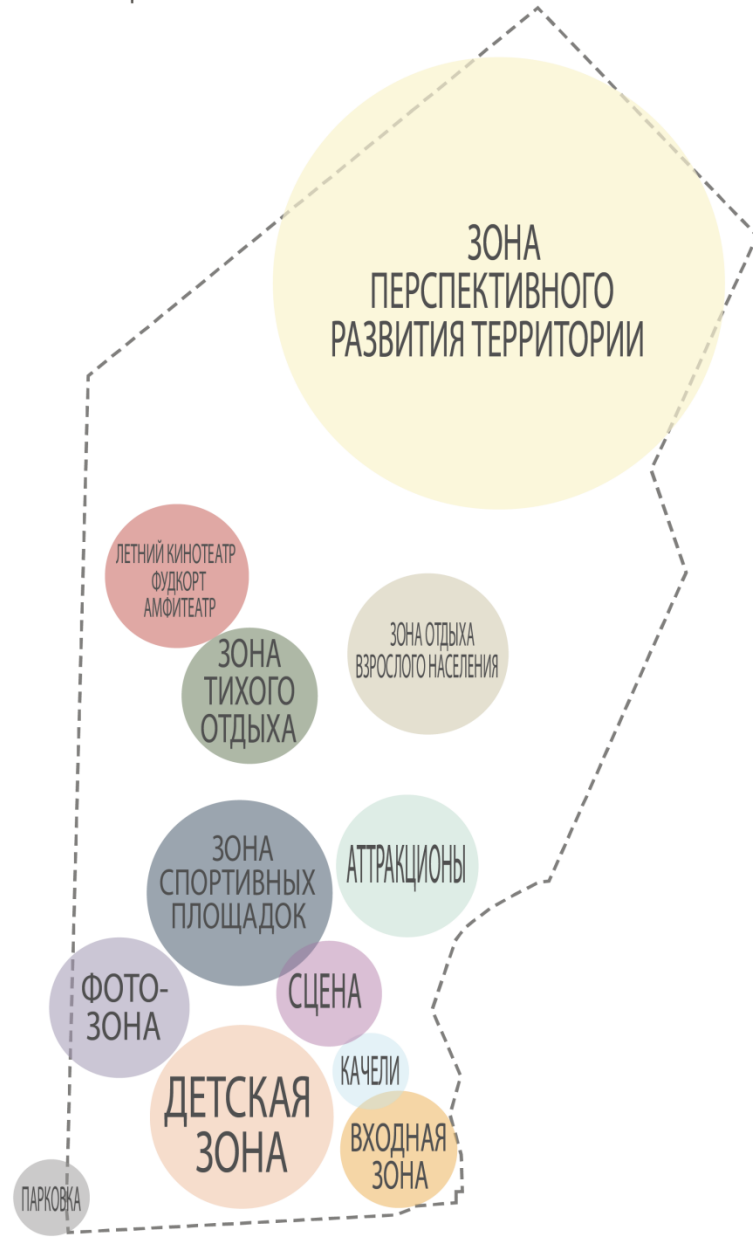 ЗОНА
ПЕРСПЕКТИВНОГО
РАЗВИТИЯ ТЕРРИТОРИИ
ЛЕТНИЙ КИНОТЕАТР
ФУДКОРТ
АМФИТЕАТР
ЗОНА ОТДЫХА
ВЗРОСЛОГО НАСЕЛЕНИЯ
ЗОНА
ТИХОГО
ОТДЫХА
ЗОНА
СПОРТИВНЫХ
ПЛОЩАДОК
АТТРАКЦИОНЫ
ФОТО-
ЗОНА
СЦЕНА
КАЧЕЛИ
ДЕТСКАЯ
ЗОНА
ВХОДНАЯ
ЗОНА
ПАРКОВКА